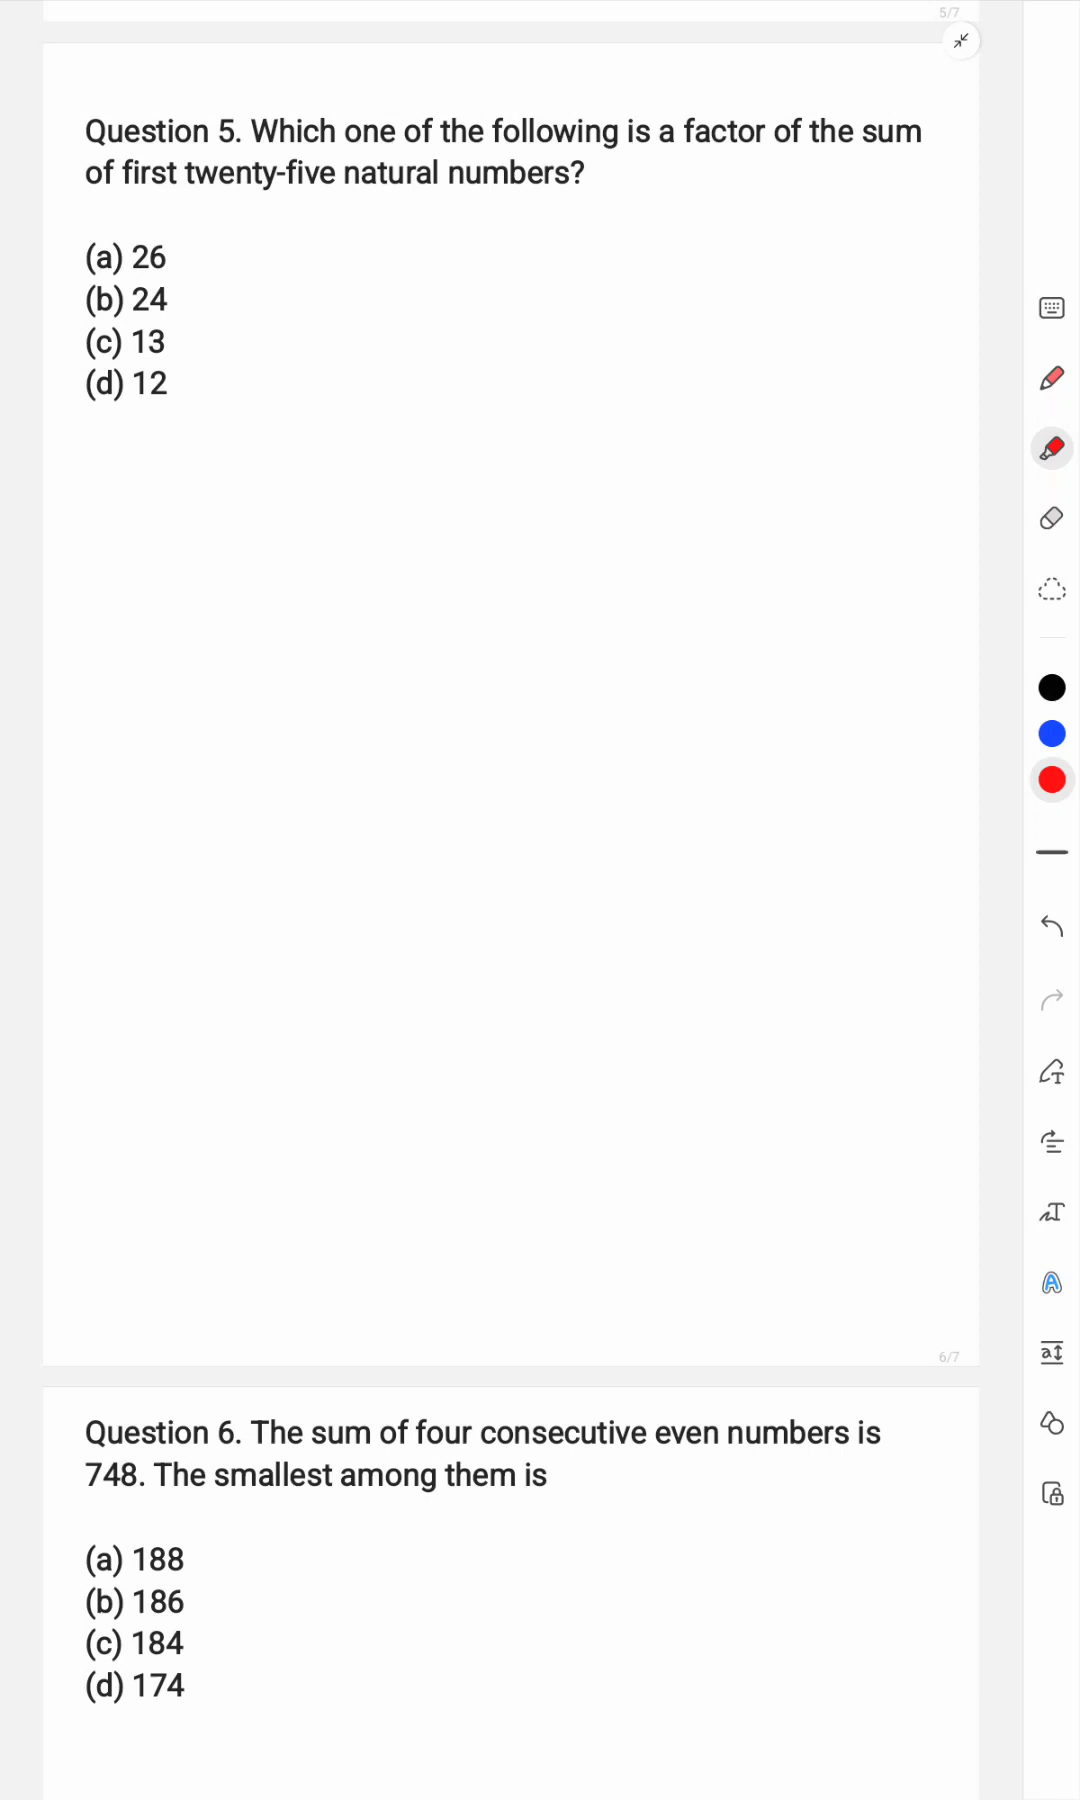 5/7
Question 5. Which one of the following is a factor of the sum
of first twenty-five natural numbers?
(a) 26
(b) 24
(c) 13
(d) 12
6/7
Question 6. The sum of four consecutive even numbers is
748. The smallest among them is
(a) 188
(b) 186
(c) 184
(d) 174